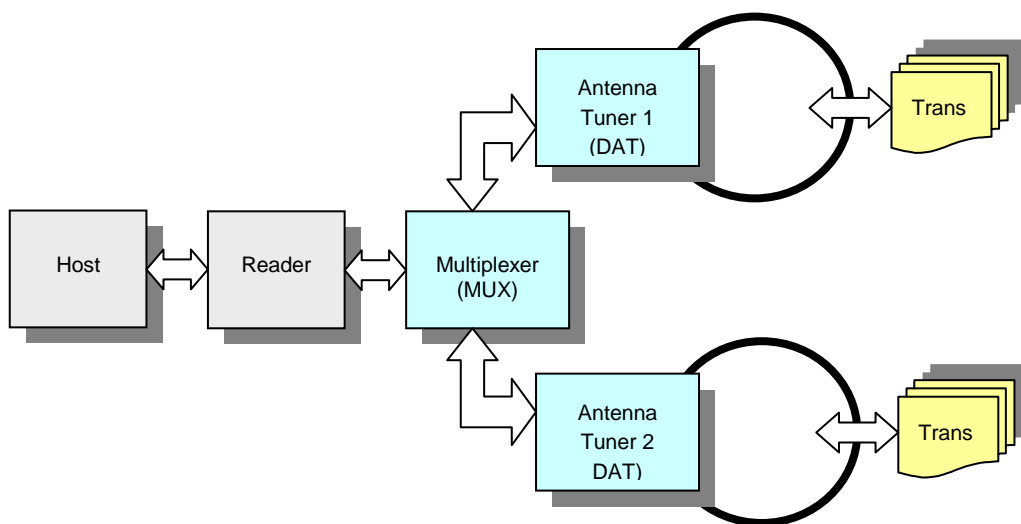 Antenna
Tuner 1
(DAT)
Trans
Host
Reader
Multiplexer
(MUX)
Antenna
Tuner 2
DAT)
Trans